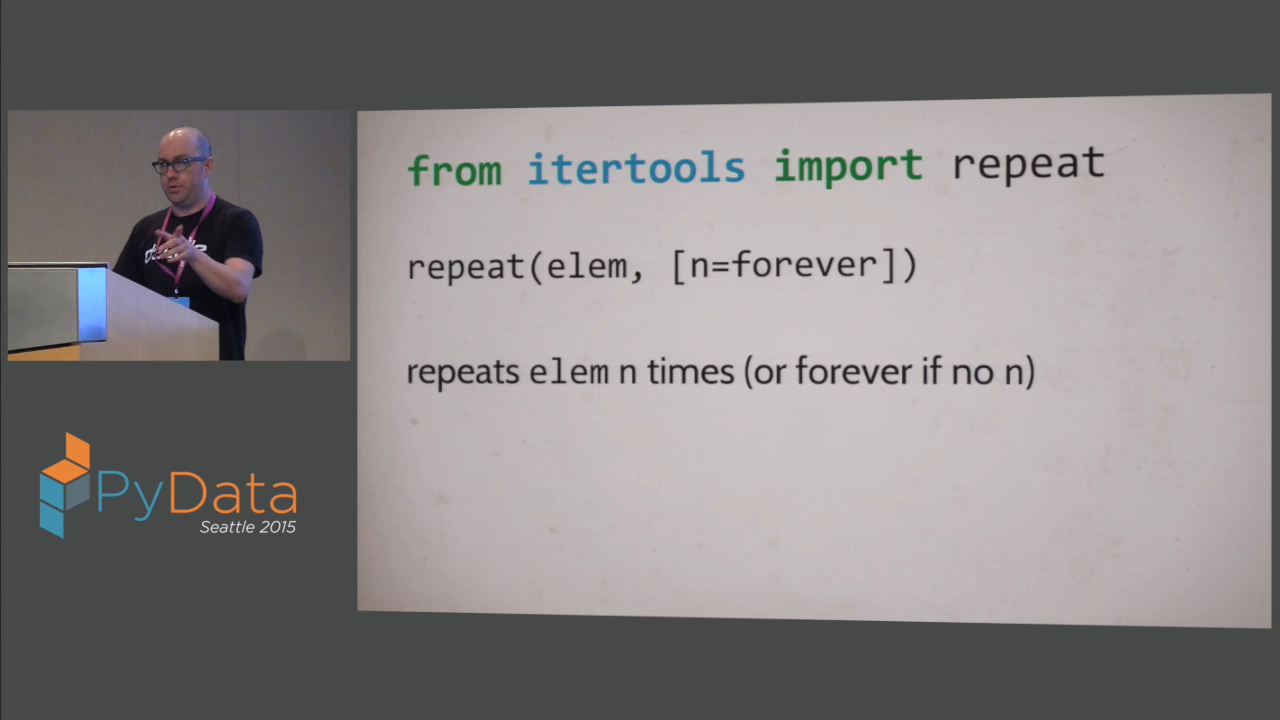 from itertools import repeat
repeat(elem, [n=forever])
repeats elem n times (or forever if no n)
PyData
Seattle 2015